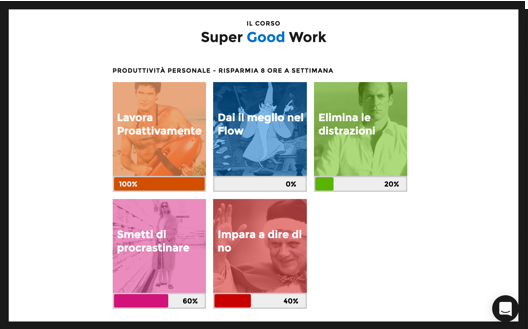 IL CORSO
Super Good Work
PRODUTTIVITÀ PERSONALE - RISPARMIA 8 ORE A SETTIMANA
Lavora
Proattivamente
100%
Dai il meglio nel
Flow
0%
Elimina le
distrazioni
20%
Smetti di
procrastinare
60%
Impara a dire di
no
40%